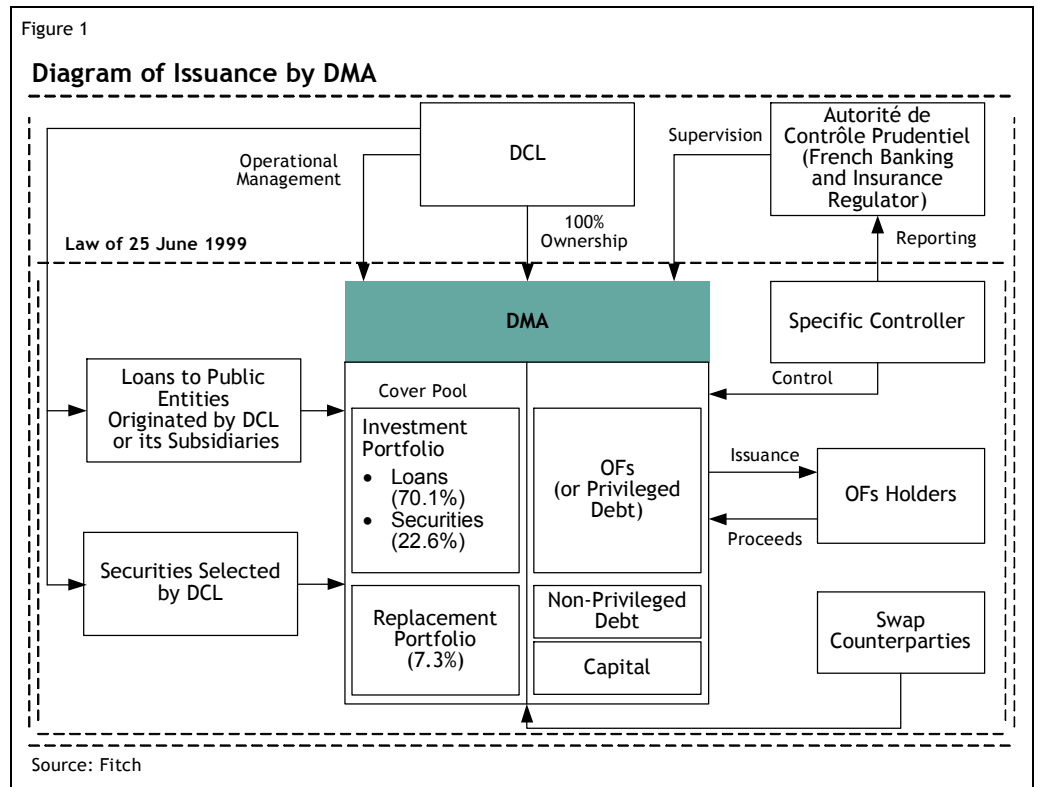 Figure 1
Diagram of Issuance by DMA
DCL
Autorité de
Contrôle Prudentiel
(French Banking
and Insurance
Regulator)
Supervision
Operational
Management
100%
Ownership
Reporting
Law of 25 June 1999
DMA
Specific Controller
Control
Loans to Public
Entities
Originated by DCL
or its Subsidiaries
Cover Pool
Investment
Portfolio
• Loans
(70.1%)
• Securities
(22.6%)
OFs
(or Privileged
Debt)
Issuance
OFs Holders
Proceeds
Securities Selected
by DCL
Replacement
Portfolio
(7.3%)
Non-Privileged
Debt
Capital
Swap
Counterparties
Source: Fitch